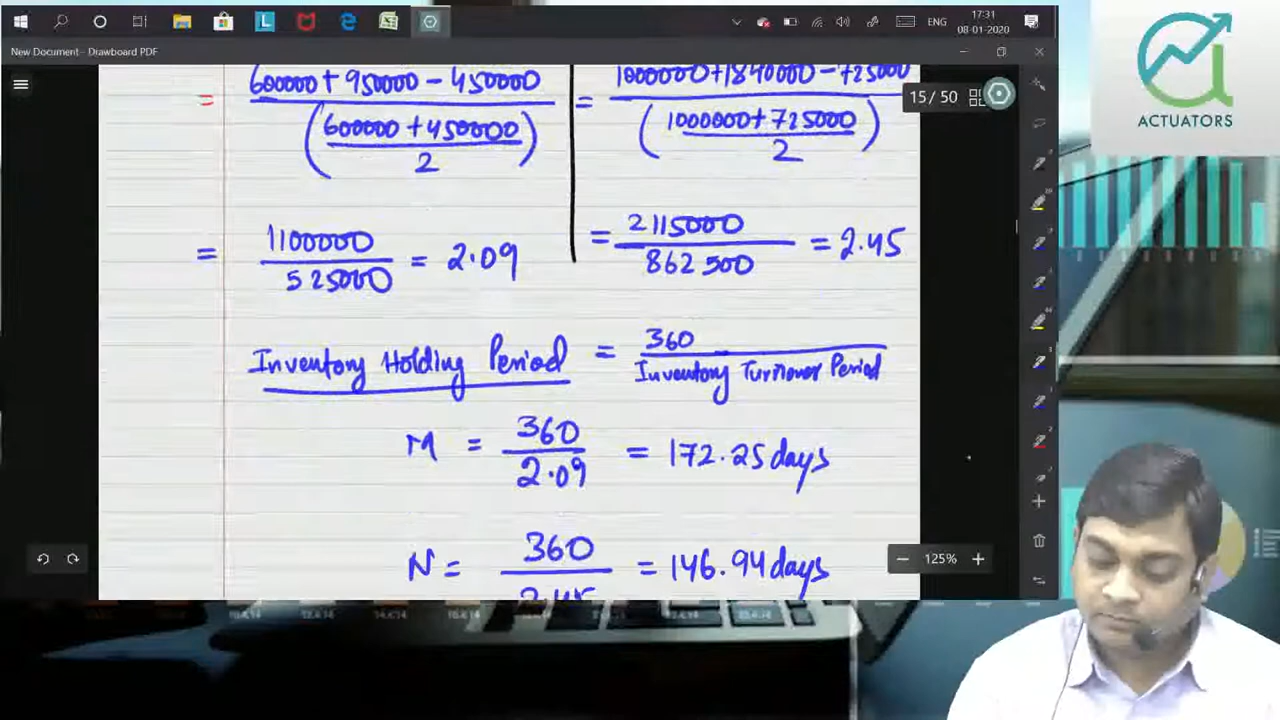 17:31
ENG
08-01-2020
New Document - Drawboard PDF
ACTUATORS
15 / 50
= 600000 + 950000 - 450000 / ( 600000 + 450000 / 2 )
= 1000000 + 1840000 - 725000 / ( 1000000 + 725000 / 2 )
= 1100000 / 525000 = 2.09
= 2115000 / 862500 = 2.45
Inventory Holding Period = 360 / Inventory Turnover Period
M = 360 / 2.09 = 172.25 days
N = 360 / 2.45 = 146.94 days
125%